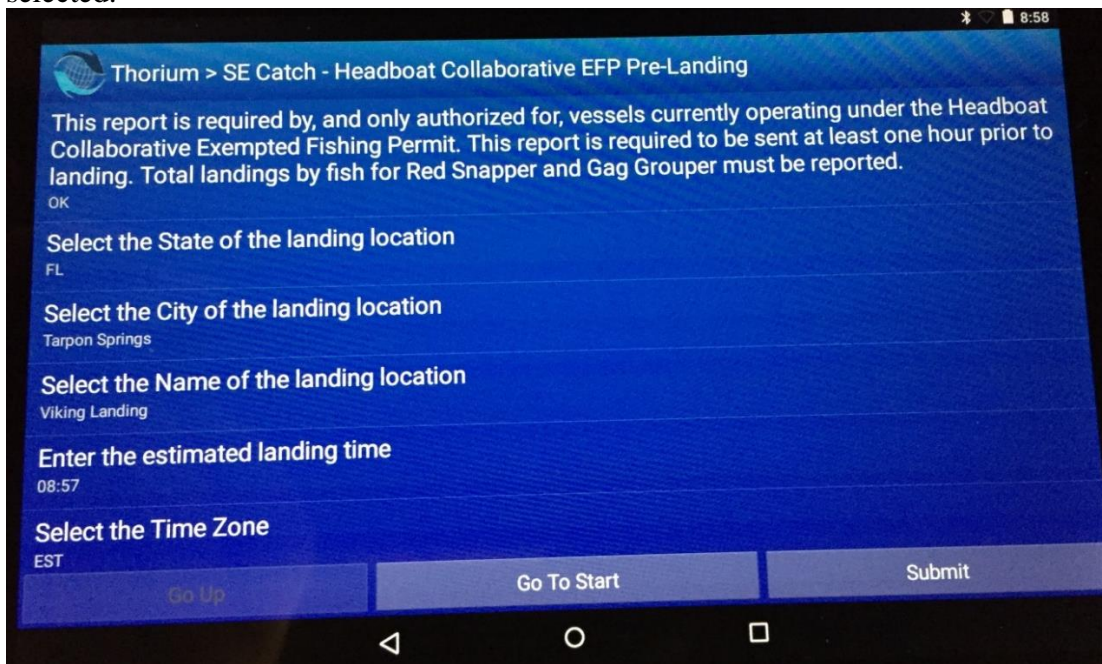 selected.
8:58
Thorium > SE Catch - Headboat Collaborative EFP Pre-Landing
This report is required by, and only authorized for, vessels currently operating under the Headboat
Collaborative Exempted Fishing Permit. This report is required to be sent at least one hour prior to
landing. Total landings by fish for Red Snapper and Gag Grouper must be reported.
OK
Select the State of the landing location
FL
Select the City of the landing location
Tarpon Springs
Select the Name of the landing location
Viking Landing
Enter the estimated landing time
08:57
Select the Time Zone
EST
Go Up
Go To Start
Submit